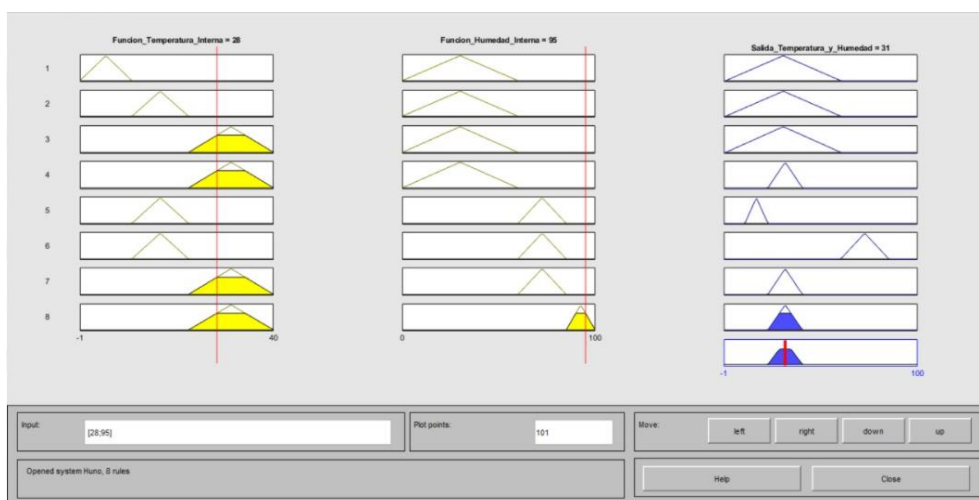 Funcion_Temperatura_Interna = 28
Funcion_Humedad_Interna = 95
Salida_Temperatura_y_Humedad = 31
1
2
3
4
5
6
7
8
-1 40
0 100
-1 100
Input:
[28;95]
Plot points:
101
Move:
left
right
down
up
Opened system Huno, 8 rules
Help
Close